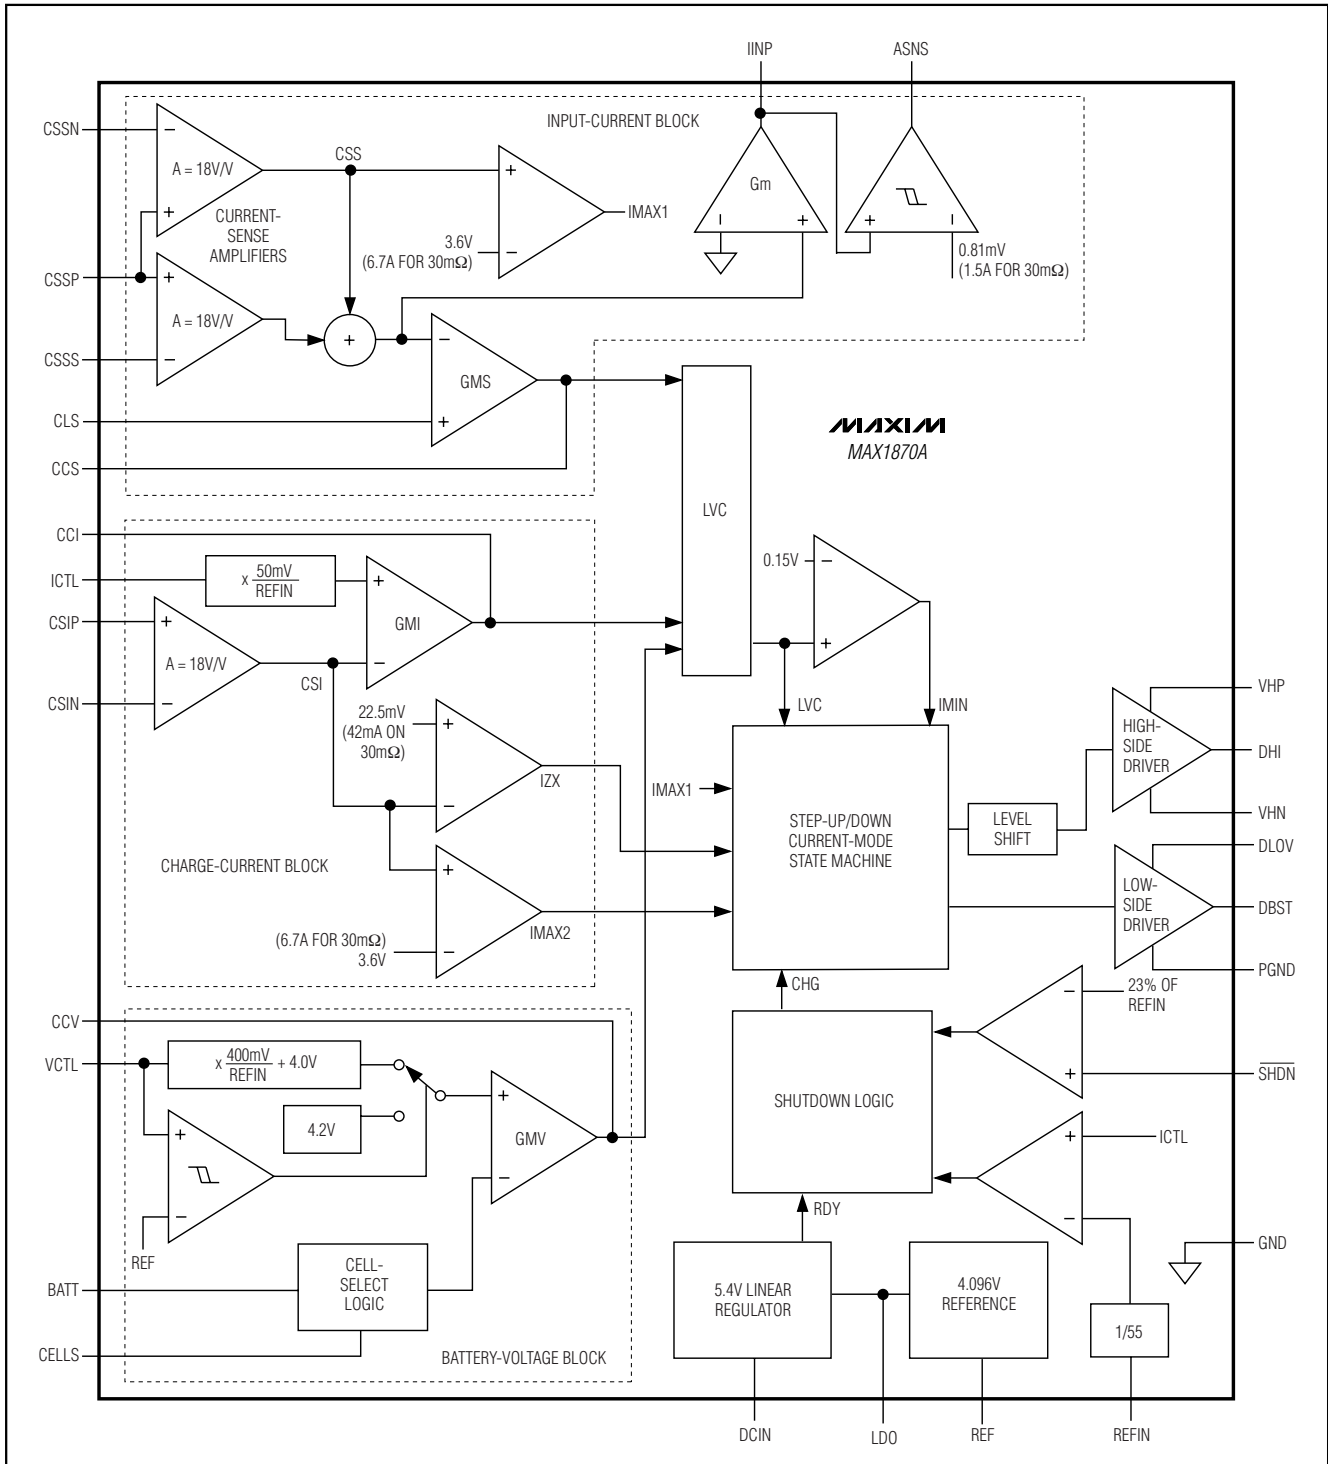 IINP
ASNS
INPUT-CURRENT BLOCK
CSSN
−
A = 18V/V
+
CSS
+
−
IMAX1
3.6V
(6.7A FOR 30mΩ)
Gm
−
+
+
−
0.81mV
(1.5A FOR 30mΩ)
CURRENT-
SENSE
AMPLIFIERS
CSSP
+
A = 18V/V
−
CSSS
+
−
GMS
+
CLS
CCS
LVC
MAXIM
MAX1870A
CCI
ICTL
x 50mV
REFIN
+
GMI
−
CSIP
+
A = 18V/V
−
CSIN
CSI
0.15V
−
+
LVC
IMIN
22.5mV
(42mA ON
30mΩ)
+
−
IZX
IMAX1
CHARGE-CURRENT BLOCK
+
−
IMAX2
(6.7A FOR 30mΩ)
3.6V
STEP-UP/DOWN
CURRENT-MODE
STATE MACHINE
LEVEL
SHIFT
HIGH-
SIDE
DRIVER
VHP
DHI
VHN
DLOV
LOW-
SIDE
DRIVER
DBST
PGND
CHG
−
23% OF
REFIN
+
SHDN
CCV
VCTL
x 400mV + 4.0V
REFIN
4.2V
+
−
REF
+
GMV
−
SHUTDOWN LOGIC
+
ICTL
−
RDY
BATT
CELL-
SELECT
LOGIC
CELLS
BATTERY-VOLTAGE BLOCK
5.4V LINEAR
REGULATOR
4.096V
REFERENCE
1/55
GND
DCIN
LDO
REF
REFIN